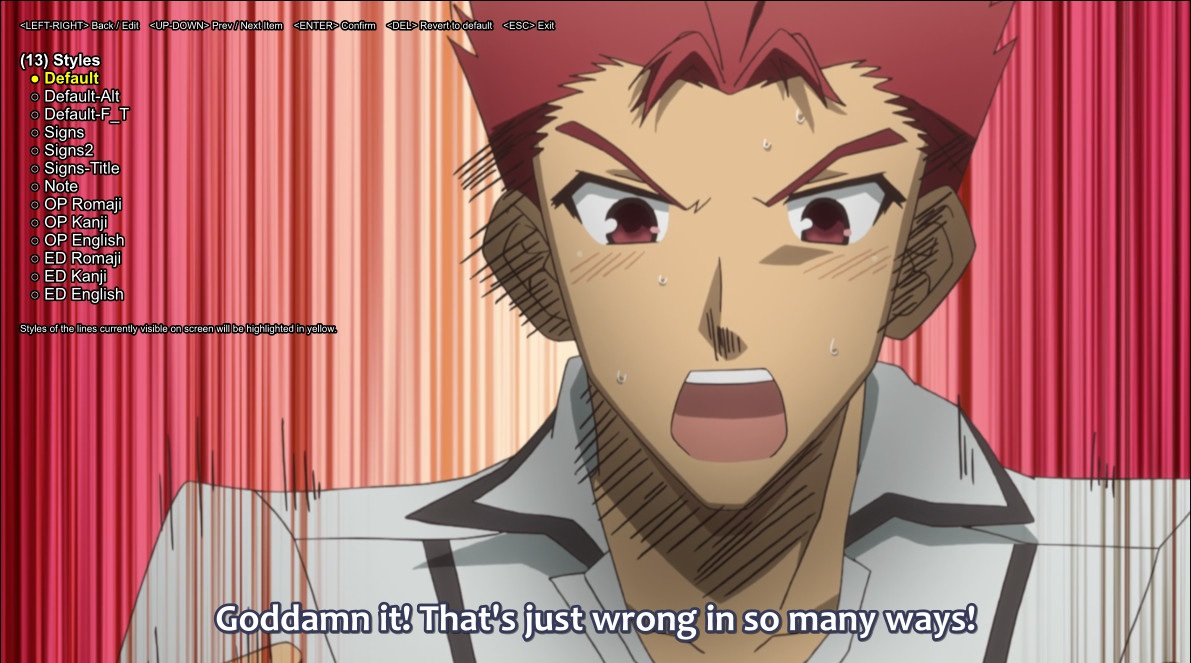 <LEFT-RIGHT> Back / Edit <UP-DOWN> Prev / Next Item <ENTER> Confirm <DEL> Revert to default <ESC> Exit
(13) Styles
● Default
○ Default-Alt
○ Default-F_T
○ Signs
○ Signs2
○ Signs-Title
○ Note
○ OP Romaji
○ OP Kanji
○ OP English
○ ED Romaji
○ ED Kanji
○ ED English
Styles of the lines currently visible on screen will be highlighted in yellow.
Goddamn it! That's just wrong in so many ways!